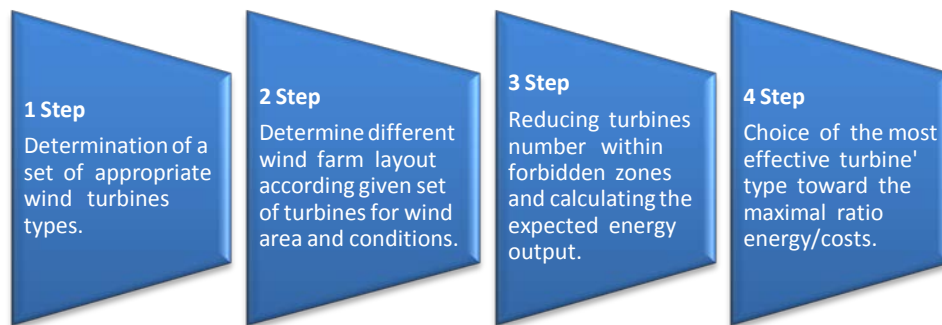 1 Step
Determination of a
set of appropriate
wind turbines
types.
2 Step
Determine different
wind farm layout
according given set
of turbines for wind
area and conditions.
3 Step
Reducing turbines
number within
forbidden zones
and calculating the
expected energy
output.
4 Step
Choice of the most
effective turbine'
type toward the
maximal ratio
energy/costs.